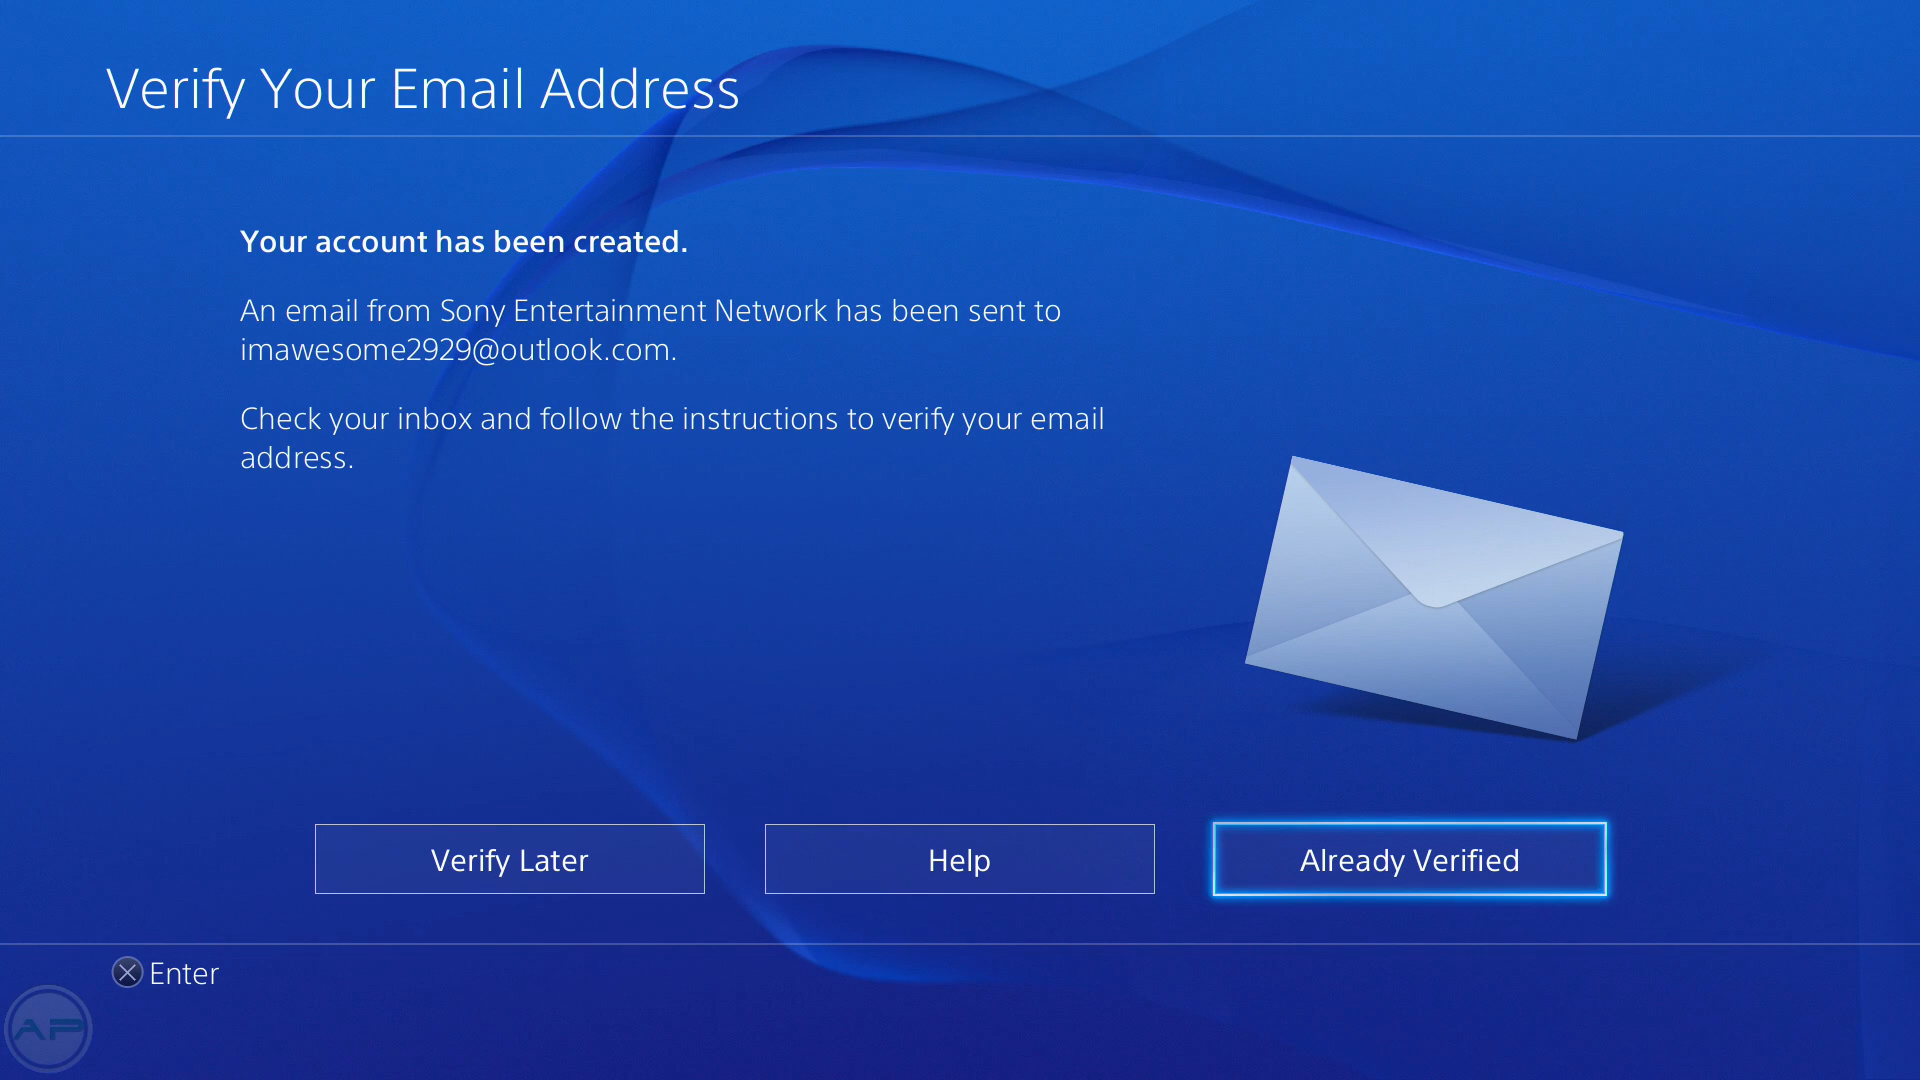 Verify Your Email Address
Your account has been created.
An email from Sony Entertainment Network has been sent to
imawesome2929@outlook.com.
Check your inbox and follow the instructions to verify your email
address.
Verify Later
Help
Already Verified
Enter
AP